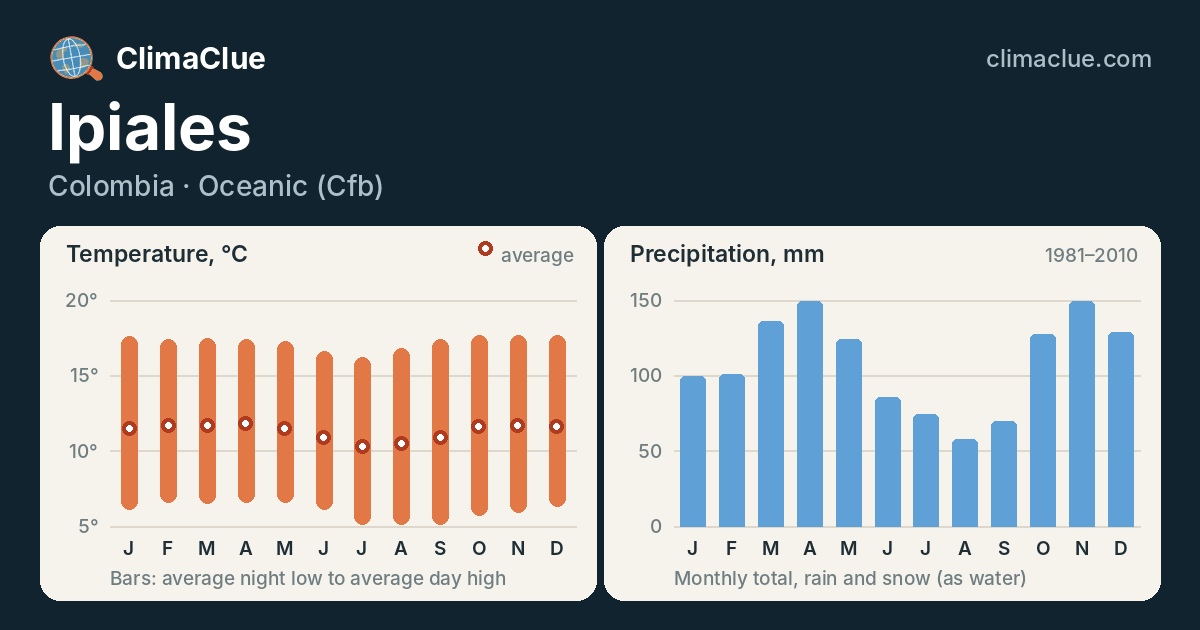 ClimaClue
climaclue.com
Ipiales
Colombia · Oceanic (Cfb)
Temperature, °C
average
20°
15°
10°
5°
J F M A M J J A S O N D
Bars: average night low to average day high
Precipitation, mm
1981–2010
150
100
50
0
J F M A M J J A S O N D
Monthly total, rain and snow (as water)